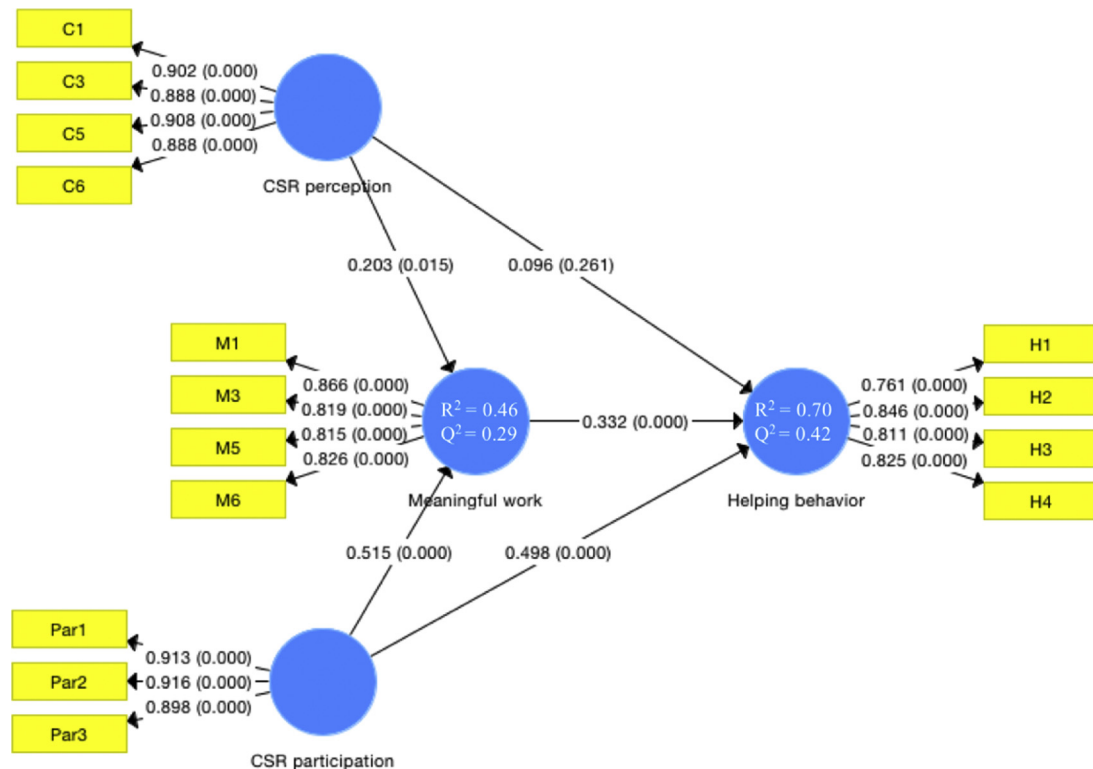 C1
C3
C5
C6
0.902 (0.000)
0.888 (0.000)
0.908 (0.000)
0.888 (0.000)
CSR perception
0.203 (0.015)
0.096 (0.261)
M1
M3
M5
M6
0.866 (0.000)
0.819 (0.000)
0.815 (0.000)
0.826 (0.000)
R² = 0.46
Q² = 0.29
Meaningful work
0.332 (0.000)
R² = 0.70
Q² = 0.42
Helping behavior
0.761 (0.000)
0.846 (0.000)
0.811 (0.000)
0.825 (0.000)
H1
H2
H3
H4
0.515 (0.000)
0.498 (0.000)
Par1
Par2
Par3
0.913 (0.000)
0.916 (0.000)
0.898 (0.000)
CSR participation